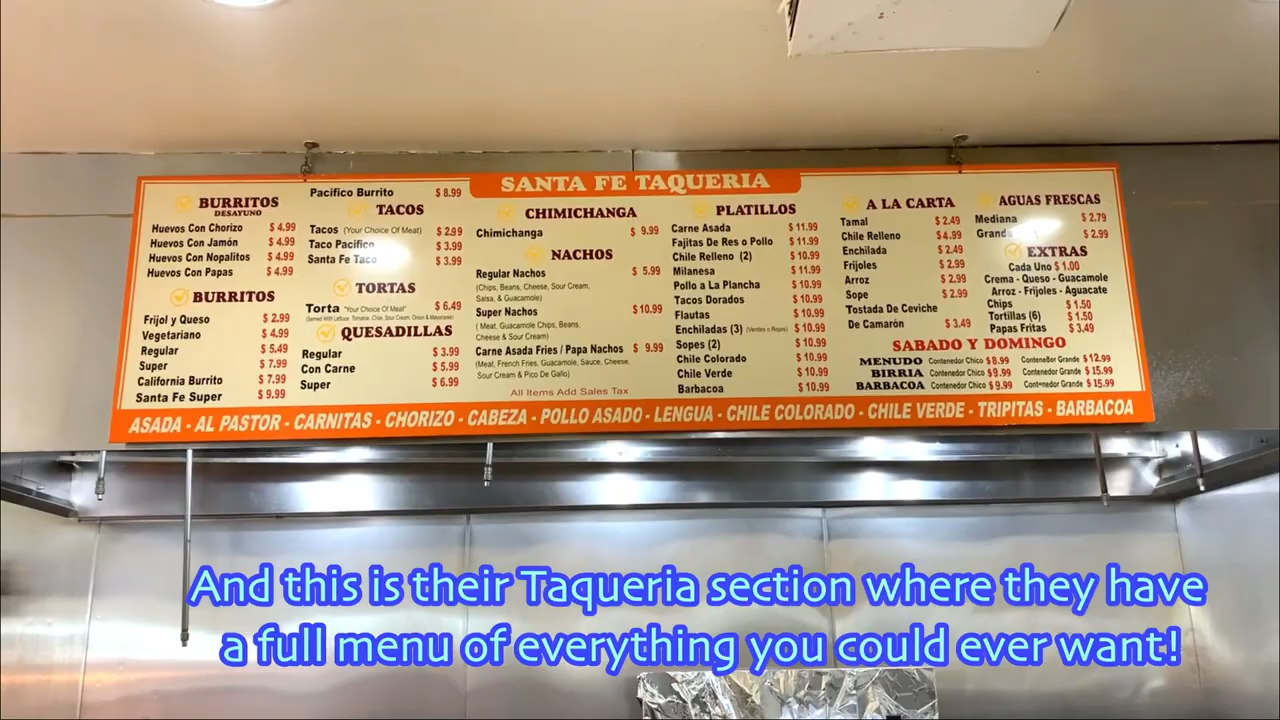 SANTA FE TAQUERIA
BURRITOS
DESAYUNO
Huevos Con Chorizo $ 4.99
Huevos Con Jamón $ 4.99
Huevos Con Nopalitos $ 4.99
Huevos Con Papas $ 4.99
BURRITOS
Frijol y Queso $ 2.99
Vegetariano $ 4.99
Regular $ 5.49
Super $ 7.99
California Burrito $ 7.99
Santa Fe Super $ 9.99
Pacifico Burrito $ 8.99
TACOS
Tacos (Your Choice Of Meat) $ 2.99
Taco Pacifico $ 3.99
Santa Fe Taco $ 3.99
TORTAS
Torta "Your Choice Of Meat" $ 6.49
(Served With Lettuce, Tomatoe, Chile, Sour Cream, Onion & Mayonaise)
QUESADILLAS
Regular $ 3.99
Con Carne $ 5.99
Super $ 6.99
CHIMICHANGA
Chimichanga $ 9.99
NACHOS
Regular Nachos $ 5.99
(Chips, Beans, Cheese, Sour Cream,
Salsa, & Guacamole)
Super Nachos $10.99
( Meat, Guacamole Chips, Beans,
Cheese & Sour Cream)
Carne Asada Fries / Papa Nachos $ 9.99
(Meat, French Fries, Guacamole, Sauce, Cheese,
Sour Cream & Pico De Gallo)
All Items Add Sales Tax
PLATILLOS
Carne Asada $ 11.99
Fajitas De Res o Pollo $ 11.99
Chile Relleno (2) $ 10.99
Milanesa $ 11.99
Pollo a La Plancha $ 10.99
Tacos Dorados $ 10.99
Flautas $ 10.99
Enchiladas (3) (Verdes o Rojas) $ 10.99
Sopes (2) $ 10.99
Chile Colorado $ 10.99
Chile Verde $ 10.99
Barbacoa $ 10.99
A LA CARTA
Tamal $ 2.49
Chile Relleno $ 4.99
Enchilada $ 2.49
Frijoles $ 2.99
Arroz $ 2.99
Sope $ 2.99
Tostada De Ceviche
De Camarón $ 3.49
AGUAS FRESCAS
Mediana $ 2.79
Grande $ 2.99
EXTRAS
Cada Uno $ 1.00
Crema - Queso - Guacamole
Arroz - Frijoles - Aguacate
Chips $ 1.50
Tortillas (6) $ 1.50
Papas Fritas $ 3.49
SABADO Y DOMINGO
MENUDO Contenedor Chico $ 8.99 Contenedor Grande $ 12.99
BIRRIA Contenedor Chico $ 9.99 Contenedor Grande $ 15.99
BARBACOA Contenedor Chico $ 9.99 Contenedor Grande $ 15.99
ASADA - AL PASTOR - CARNITAS - CHORIZO - CABEZA - POLLO ASADO - LENGUA - CHILE COLORADO - CHILE VERDE - TRIPITAS - BARBACOA
And this is their Taqueria section where they have
a full menu of everything you could ever want!